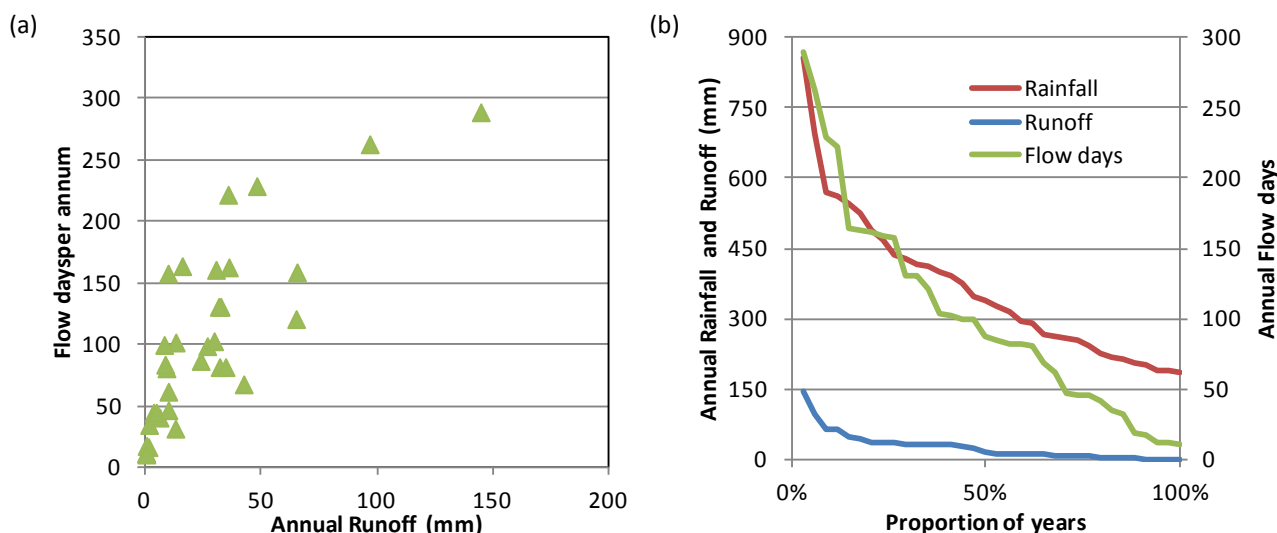 (a)
350
300
250
200
150
100
50
0
Flow daysper annum
0 50 100 150 200
Annual Runoff (mm)
(b)
900
750
600
450
300
150
0
Annual Rainfall and Runoff (mm)
Rainfall
Runoff
Flow days
300
250
200
150
100
50
0
Annual Flow days
0% 50% 100%
Proportion of years